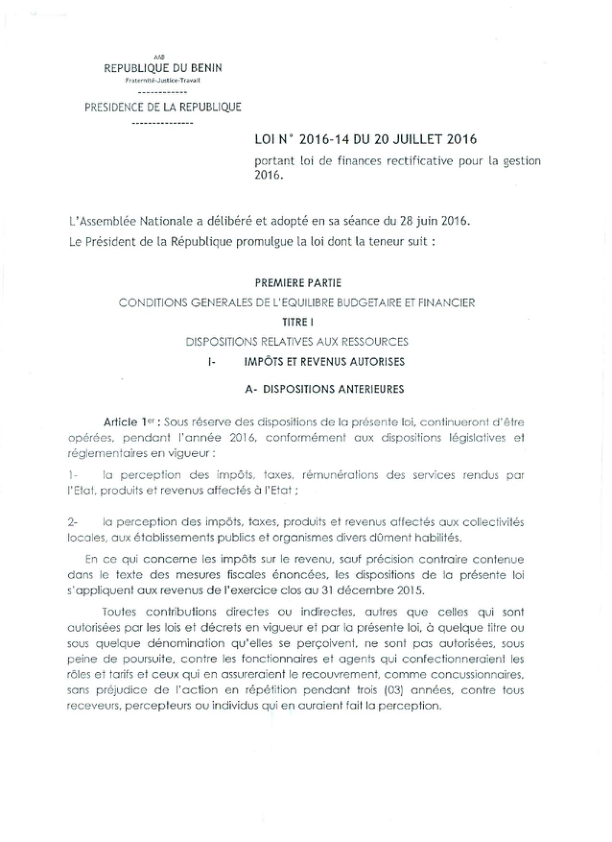 AAB
REPUBLIQUE DU BENIN
Fraternité-Justice-Travail
------------
PRESIDENCE DE LA REPUBLIQUE
---------------
LOI N° 2016-14 DU 20 JUILLET 2016
portant loi de finances rectificative pour la gestion
2016.
L'Assemblée Nationale a délibéré et adopté en sa séance du 28 juin 2016.
Le Président de la République promulgue la loi dont la teneur suit :
PREMIERE PARTIE
CONDITIONS GENERALES DE L'EQUILIBRE BUDGETAIRE ET FINANCIER
TITRE I
DISPOSITIONS RELATIVES AUX RESSOURCES
I- IMPÔTS ET REVENUS AUTORISES
A- DISPOSITIONS ANTERIEURES
Article 1er : Sous réserve des dispositions de la présente loi, continueront d'être
opérées, pendant l'année 2016, conformément aux dispositions législatives et
réglementaires en vigueur :
1- la perception des impôts, taxes, rémunérations des services rendus par
l'Etat, produits et revenus affectés à l'Etat ;
2- la perception des impôts, taxes, produits et revenus affectés aux collectivités
locales, aux établissements publics et organismes divers dûment habilités.
En ce qui concerne les impôts sur le revenu, sauf précision contraire contenue
dans le texte des mesures fiscales énoncées, les dispositions de la présente loi
s'appliquent aux revenus de l'exercice clos au 31 décembre 2015.
Toutes contributions directes ou indirectes, autres que celles qui sont
autorisées par les lois et décrets en vigueur et par la présente loi, à quelque titre ou
sous quelque dénomination qu'elles se perçoivent, ne sont pas autorisées, sous
peine de poursuite, contre les fonctionnaires et agents qui confectionneraient les
rôles et tarifs et ceux qui en assureraient le recouvrement, comme concussionnaires,
sans préjudice de l'action en répétition pendant trois (03) années, contre tous
receveurs, percepteurs ou individus qui en auraient fait la perception.